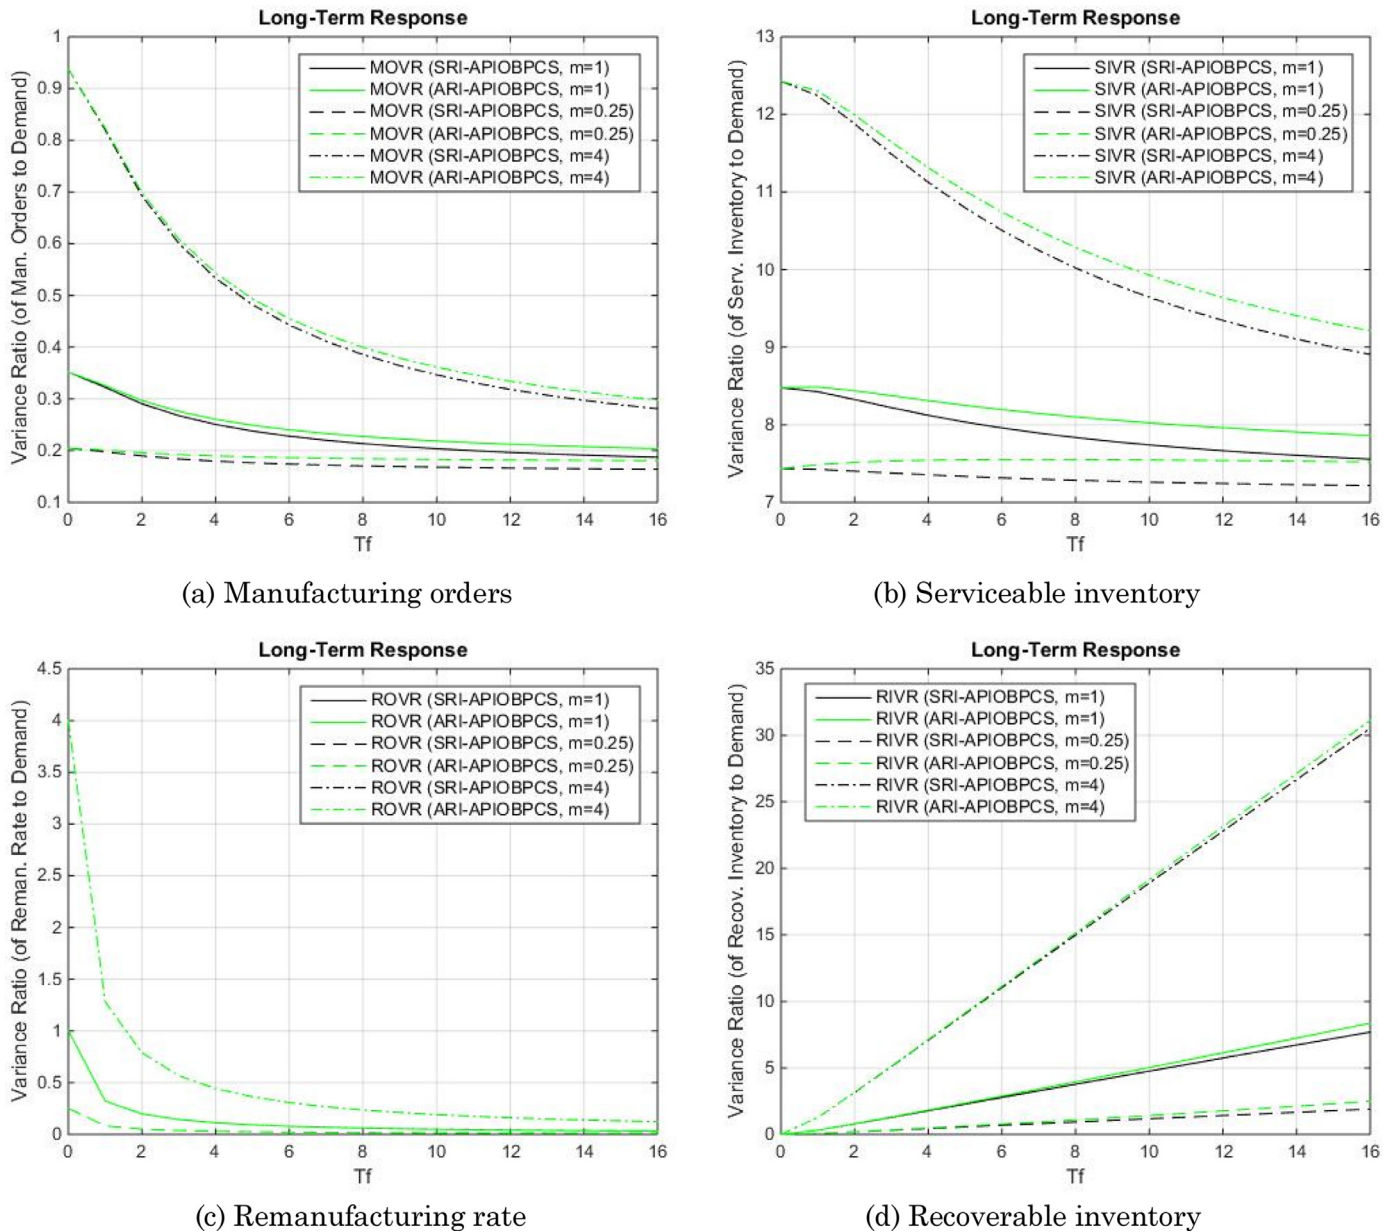 Long-Term Response
Variance Ratio (of Man. Orders to Demand)
1
0.9
0.8
0.7
0.6
0.5
0.4
0.3
0.2
0.1
MOVR (SRI-APIOBPCS, m=1)
MOVR (ARI-APIOBPCS, m=1)
MOVR (SRI-APIOBPCS, m=0.25)
MOVR (ARI-APIOBPCS, m=0.25)
MOVR (SRI-APIOBPCS, m=4)
MOVR (ARI-APIOBPCS, m=4)
0 2 4 6 8 10 12 14 16
Tf
(a) Manufacturing orders
Long-Term Response
Variance Ratio (of Serv. Inventory to Demand)
13
12
11
10
9
8
7
SIVR (SRI-APIOBPCS, m=1)
SIVR (ARI-APIOBPCS, m=1)
SIVR (SRI-APIOBPCS, m=0.25)
SIVR (ARI-APIOBPCS, m=0.25)
SIVR (SRI-APIOBPCS, m=4)
SIVR (ARI-APIOBPCS, m=4)
0 2 4 6 8 10 12 14 16
Tf
(b) Serviceable inventory
Long-Term Response
Variance Ratio (of Reman. Rate to Demand)
4.5
4
3.5
3
2.5
2
1.5
1
0.5
0
ROVR (SRI-APIOBPCS, m=1)
ROVR (ARI-APIOBPCS, m=1)
ROVR (SRI-APIOBPCS, m=0.25)
ROVR (ARI-APIOBPCS, m=0.25)
ROVR (SRI-APIOBPCS, m=4)
ROVR (ARI-APIOBPCS, m=4)
0 2 4 6 8 10 12 14 16
Tf
(c) Remanufacturing rate
Long-Term Response
Variance Ratio (of Recov. Inventory to Demand)
35
30
25
20
15
10
5
0
RIVR (SRI-APIOBPCS, m=1)
RIVR (ARI-APIOBPCS, m=1)
RIVR (SRI-APIOBPCS, m=0.25)
RIVR (ARI-APIOBPCS, m=0.25)
RIVR (SRI-APIOBPCS, m=4)
RIVR (ARI-APIOBPCS, m=4)
0 2 4 6 8 10 12 14 16
Tf
(d) Recoverable inventory